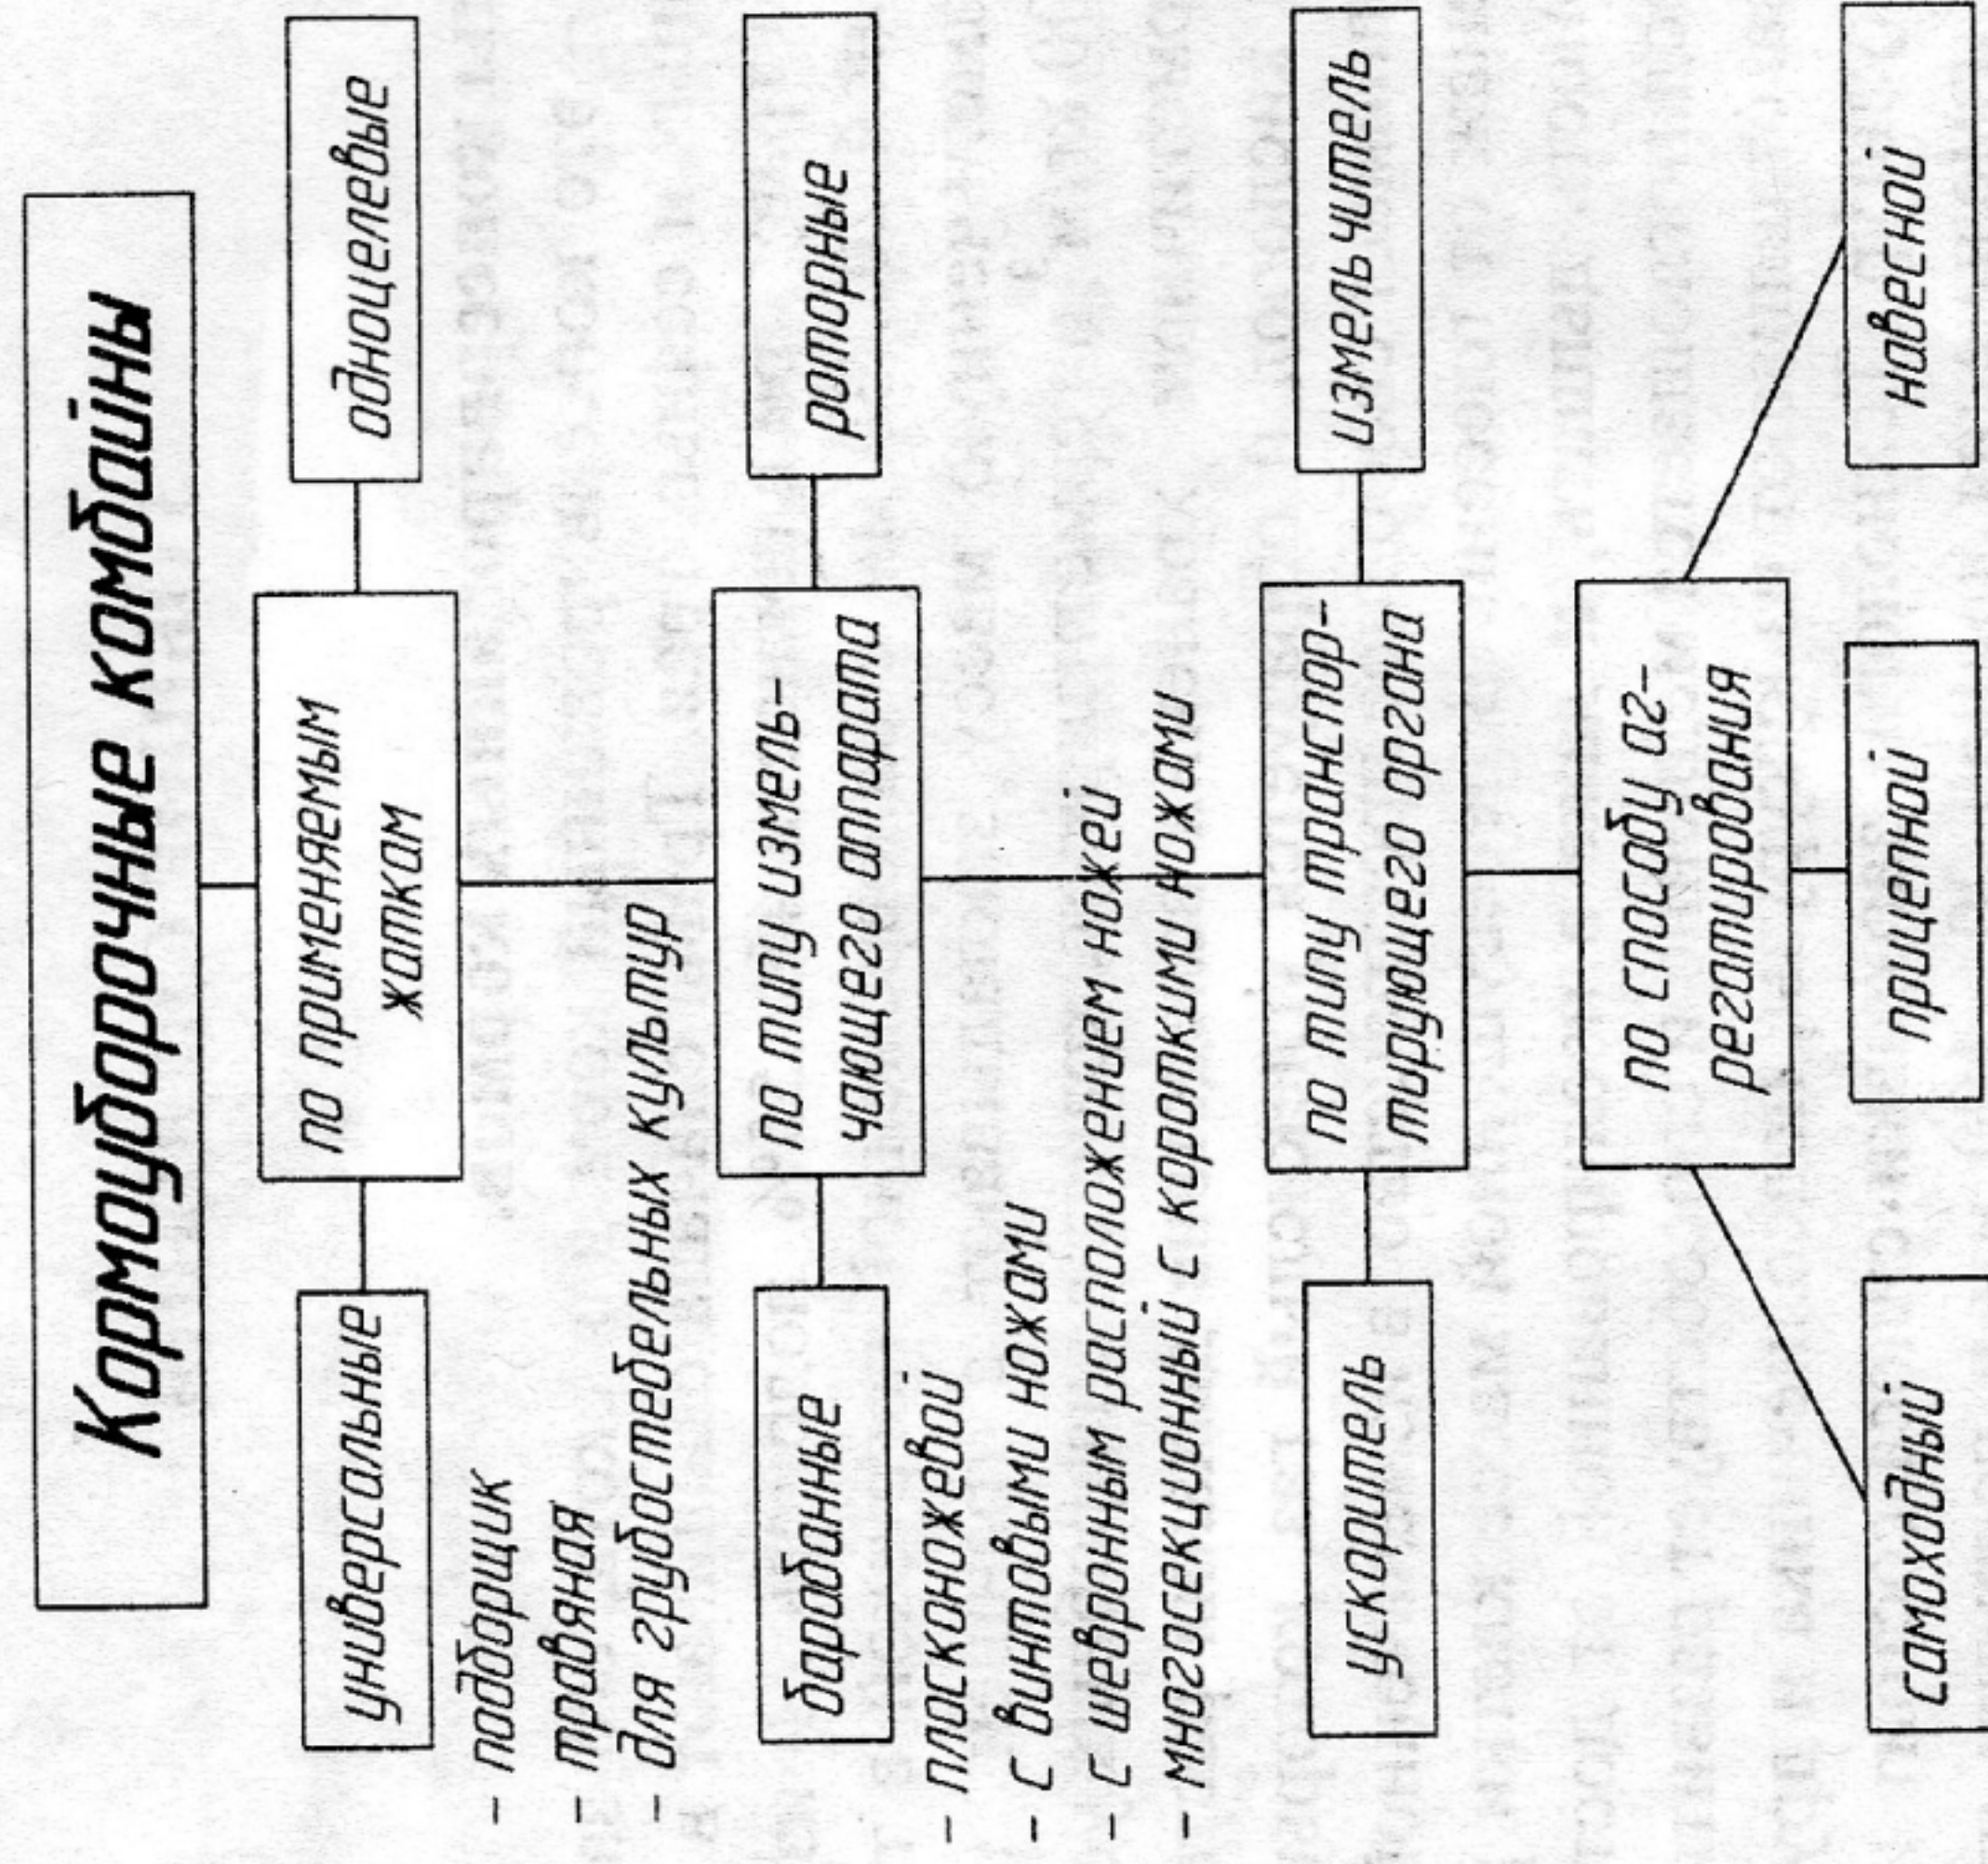 Кормоуборочные комбайны
универсальные
по применяемым
жаткам
одноцелевые
- подборщик
- травяная
- для грубостебельных культур
барабанные
по типу измель-
чающего аппарата
роторные
- плосконожевой
- с винтовыми ножами
- с шевронным расположением ножей
- многосекционный с короткими ножами
ускоритель
по типу транспор-
тирующего органа
измельчитель
по способу аг-
регатирования
самоходный
прицепной
навесной